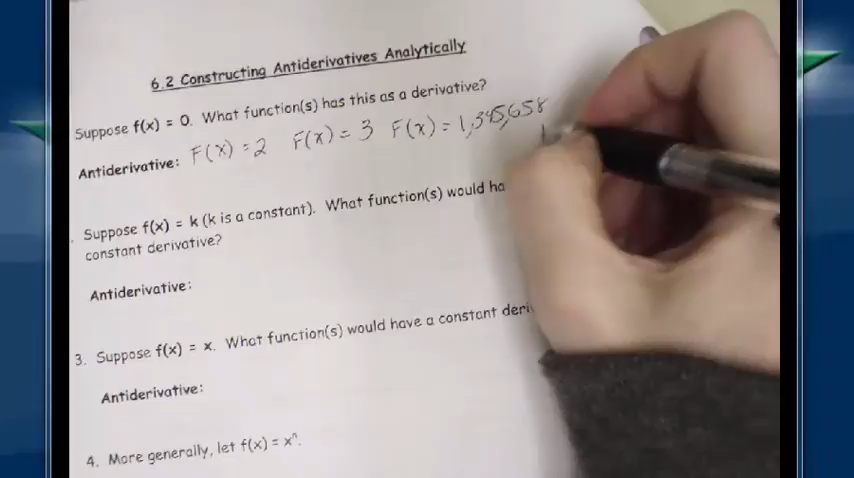 6.2 Constructing Antiderivatives Analytically
Suppose f(x) = 0. What function(s) has this as a derivative?
Antiderivative: F(x) = 2 F(x) = 3 F(x) = 1,345,658
. Suppose f(x) = k (k is a constant). What function(s) would ha
constant derivative?
Antiderivative:
3. Suppose f(x) = x. What function(s) would have a constant deri
Antiderivative:
4. More generally, let f(x) = xⁿ.